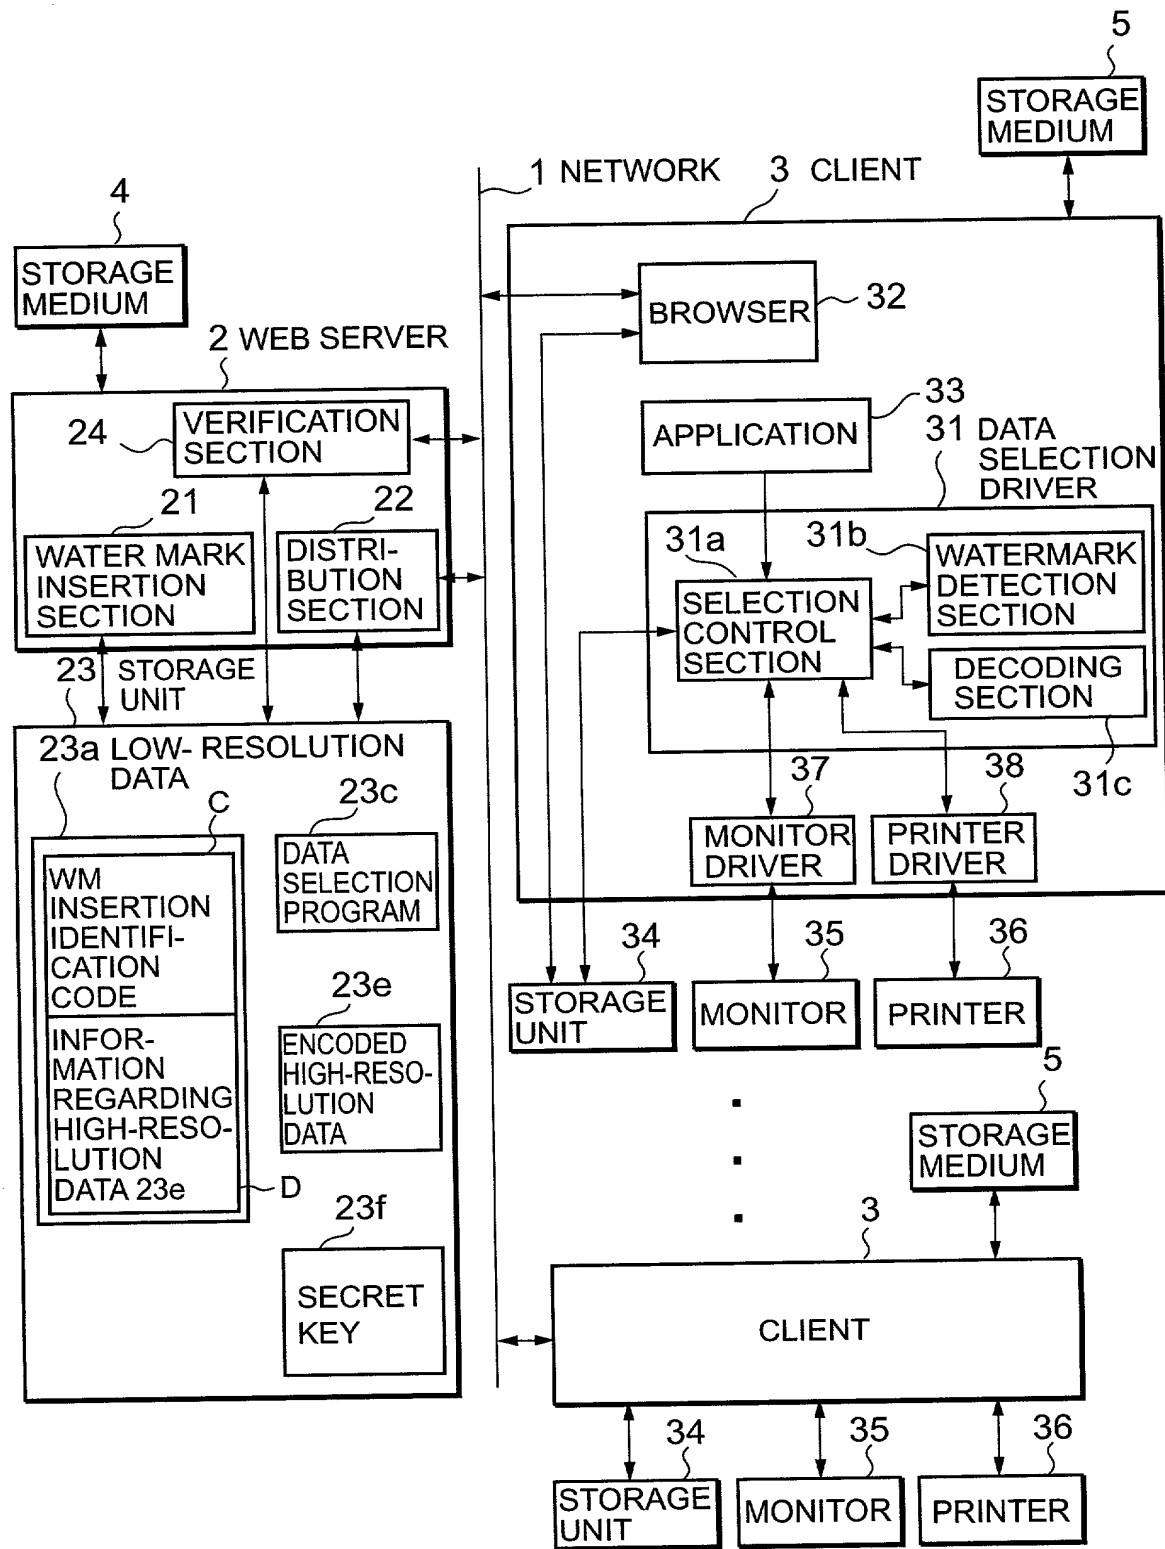 5
STORAGE
MEDIUM
1 NETWORK
3 CLIENT
4
STORAGE
MEDIUM
BROWSER
32
2 WEB SERVER
24
VERIFICATION
SECTION
33
APPLICATION
31 DATA
SELECTION
DRIVER
21
22
WATER MARK
INSERTION
SECTION
DISTRI-
BUTION
SECTION
31a
31b
SELECTION
CONTROL
SECTION
WATERMARK
DETECTION
SECTION
DECODING
SECTION
31c
23 STORAGE
UNIT
23a LOW-RESOLUTION
DATA
C
23c
WM
INSERTION
IDENTIFI-
CATION
CODE
DATA
SELECTION
PROGRAM
37
38
MONITOR
DRIVER
PRINTER
DRIVER
34
35
36
STORAGE
UNIT
MONITOR
PRINTER
23e
INFOR-
MATION
REGARDING
HIGH-RESO-
LUTION
DATA 23e
ENCODED
HIGH-RESO-
LUTION
DATA
D
23f
SECRET
KEY
5
STORAGE
MEDIUM
3
CLIENT
34
35
36
STORAGE
UNIT
MONITOR
PRINTER